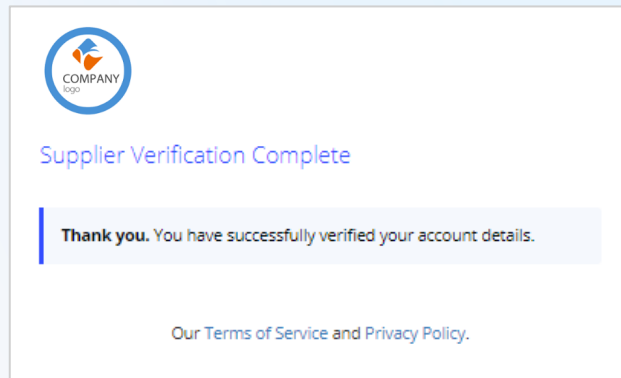 COMPANY
logo
Supplier Verification Complete
Thank you. You have successfully verified your account details.
Our Terms of Service and Privacy Policy.